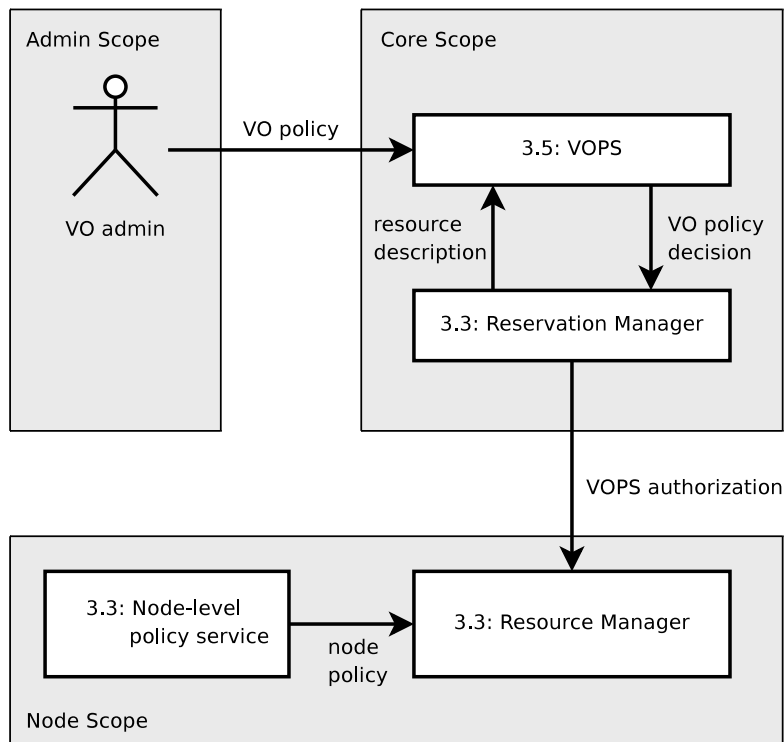 Admin Scope
VO admin
VO policy
Core Scope
3.5: VOPS
resource
description
VO policy
decision
3.3: Reservation Manager
VOPS authorization
3.3: Node-level
policy service
node
policy
3.3: Resource Manager
Node Scope